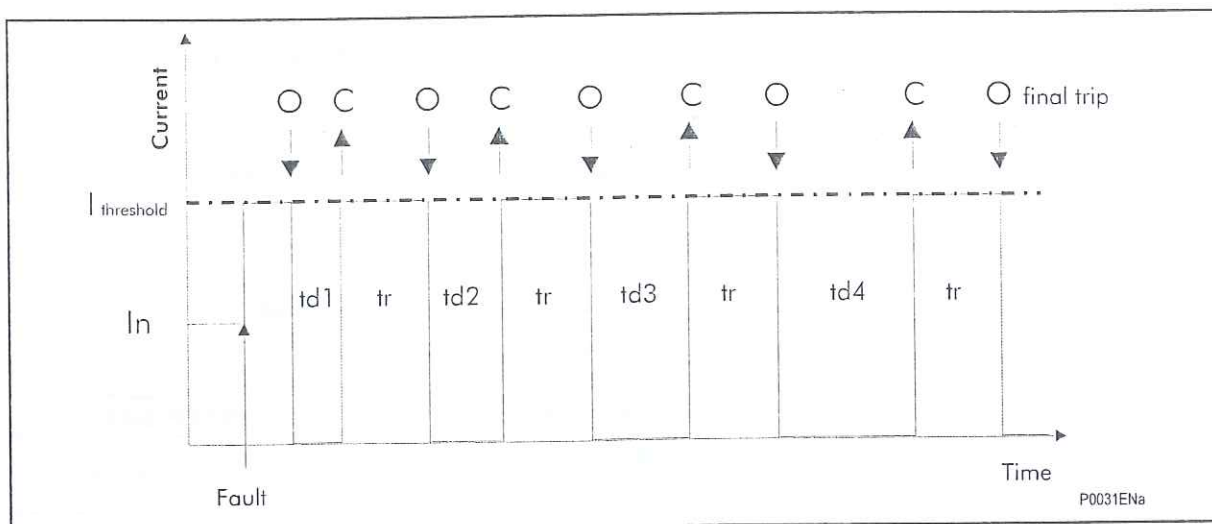 Current
O C O C O C O C O final trip
I threshold
td1 tr td2 tr td3 tr td4 tr
In
Fault
Time
P0031ENa